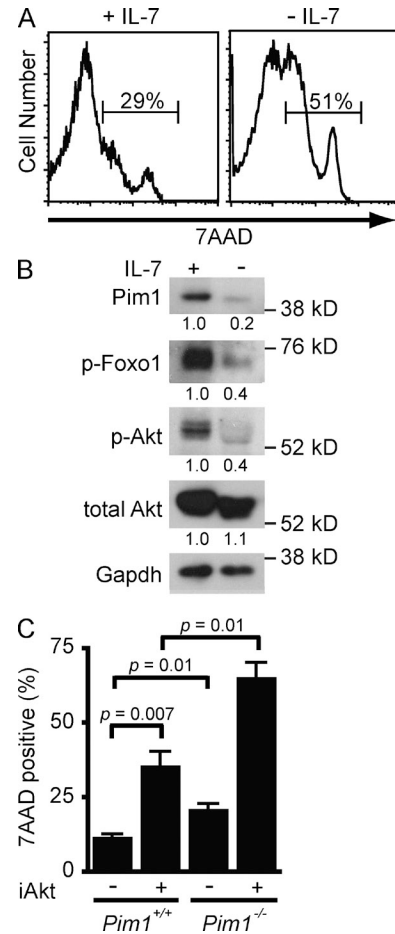 A
+ IL-7
- IL-7
Cell Number
29%
51%
7AAD
B
IL-7 + -
Pim1
38 kD
1.0 0.2
76 kD
p-Foxo1
1.0 0.4
p-Akt
52 kD
1.0 0.4
total Akt
52 kD
1.0 1.1
38 kD
Gapdh
C
7AAD positive (%)
75
50
25
0
p = 0.01
p = 0.01
p = 0.007
iAkt - + - +
Pim1+/+ Pim1-/-